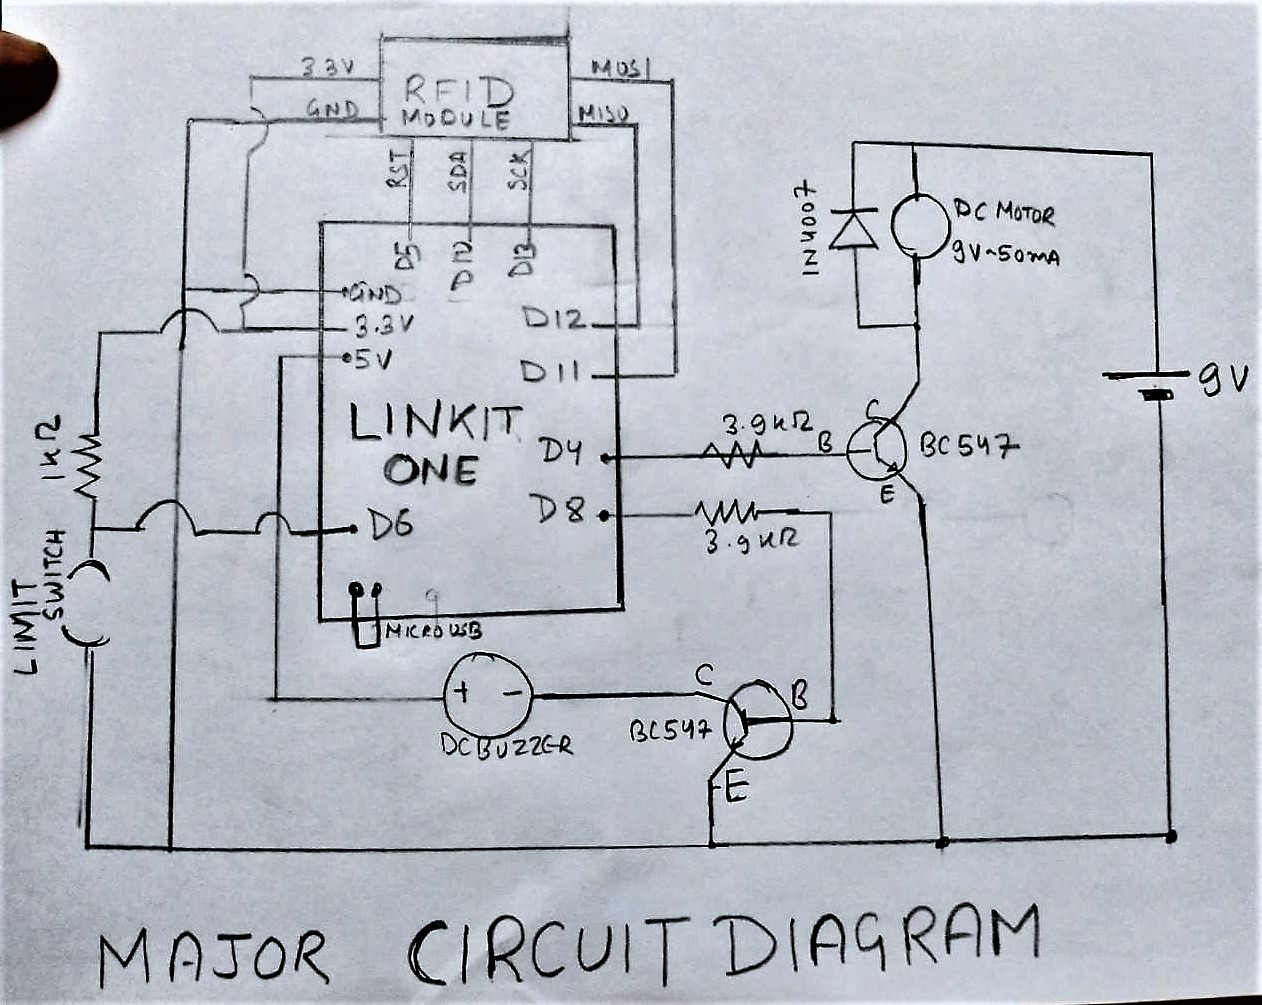 3.3V
RFID
MODULE
MOSI
GND
MISO
RST
SDA
SCK
D5
D10
D13
GND
3.3V
5V
D12
D11
LINKIT
ONE
D4
D8
D6
MICRO USB
1KΩ
LIMIT
SWITCH
3.9KΩ
3.9KΩ
IN4007
DC MOTOR
9V~50mA
9V
C
B
BC547
E
+ -
DC BUZZER
C
B
BC547
E
MAJOR CIRCUIT DIAGRAM